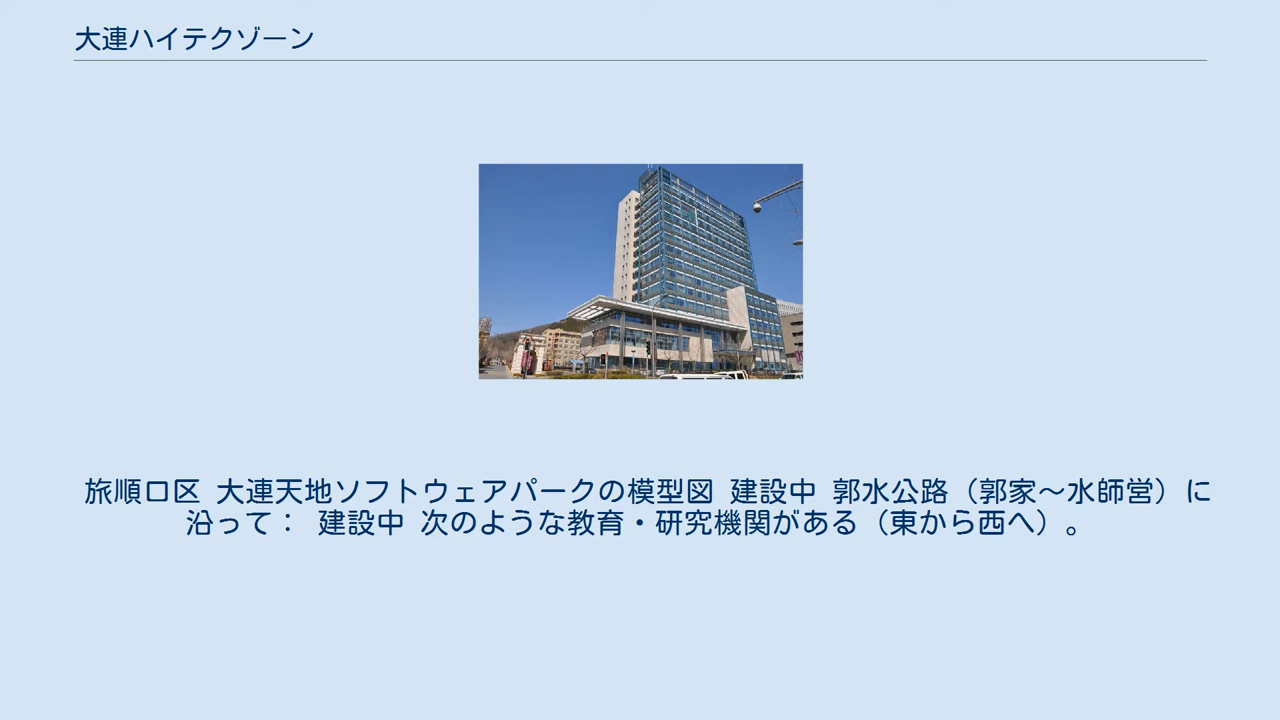 大連ハイテクゾーン
旅順口区 大連天地ソフトウェアパークの模型図 建設中 郭水公路（郭家～水師営）に
沿って： 建設中 次のような教育・研究機関がある（東から西へ）。